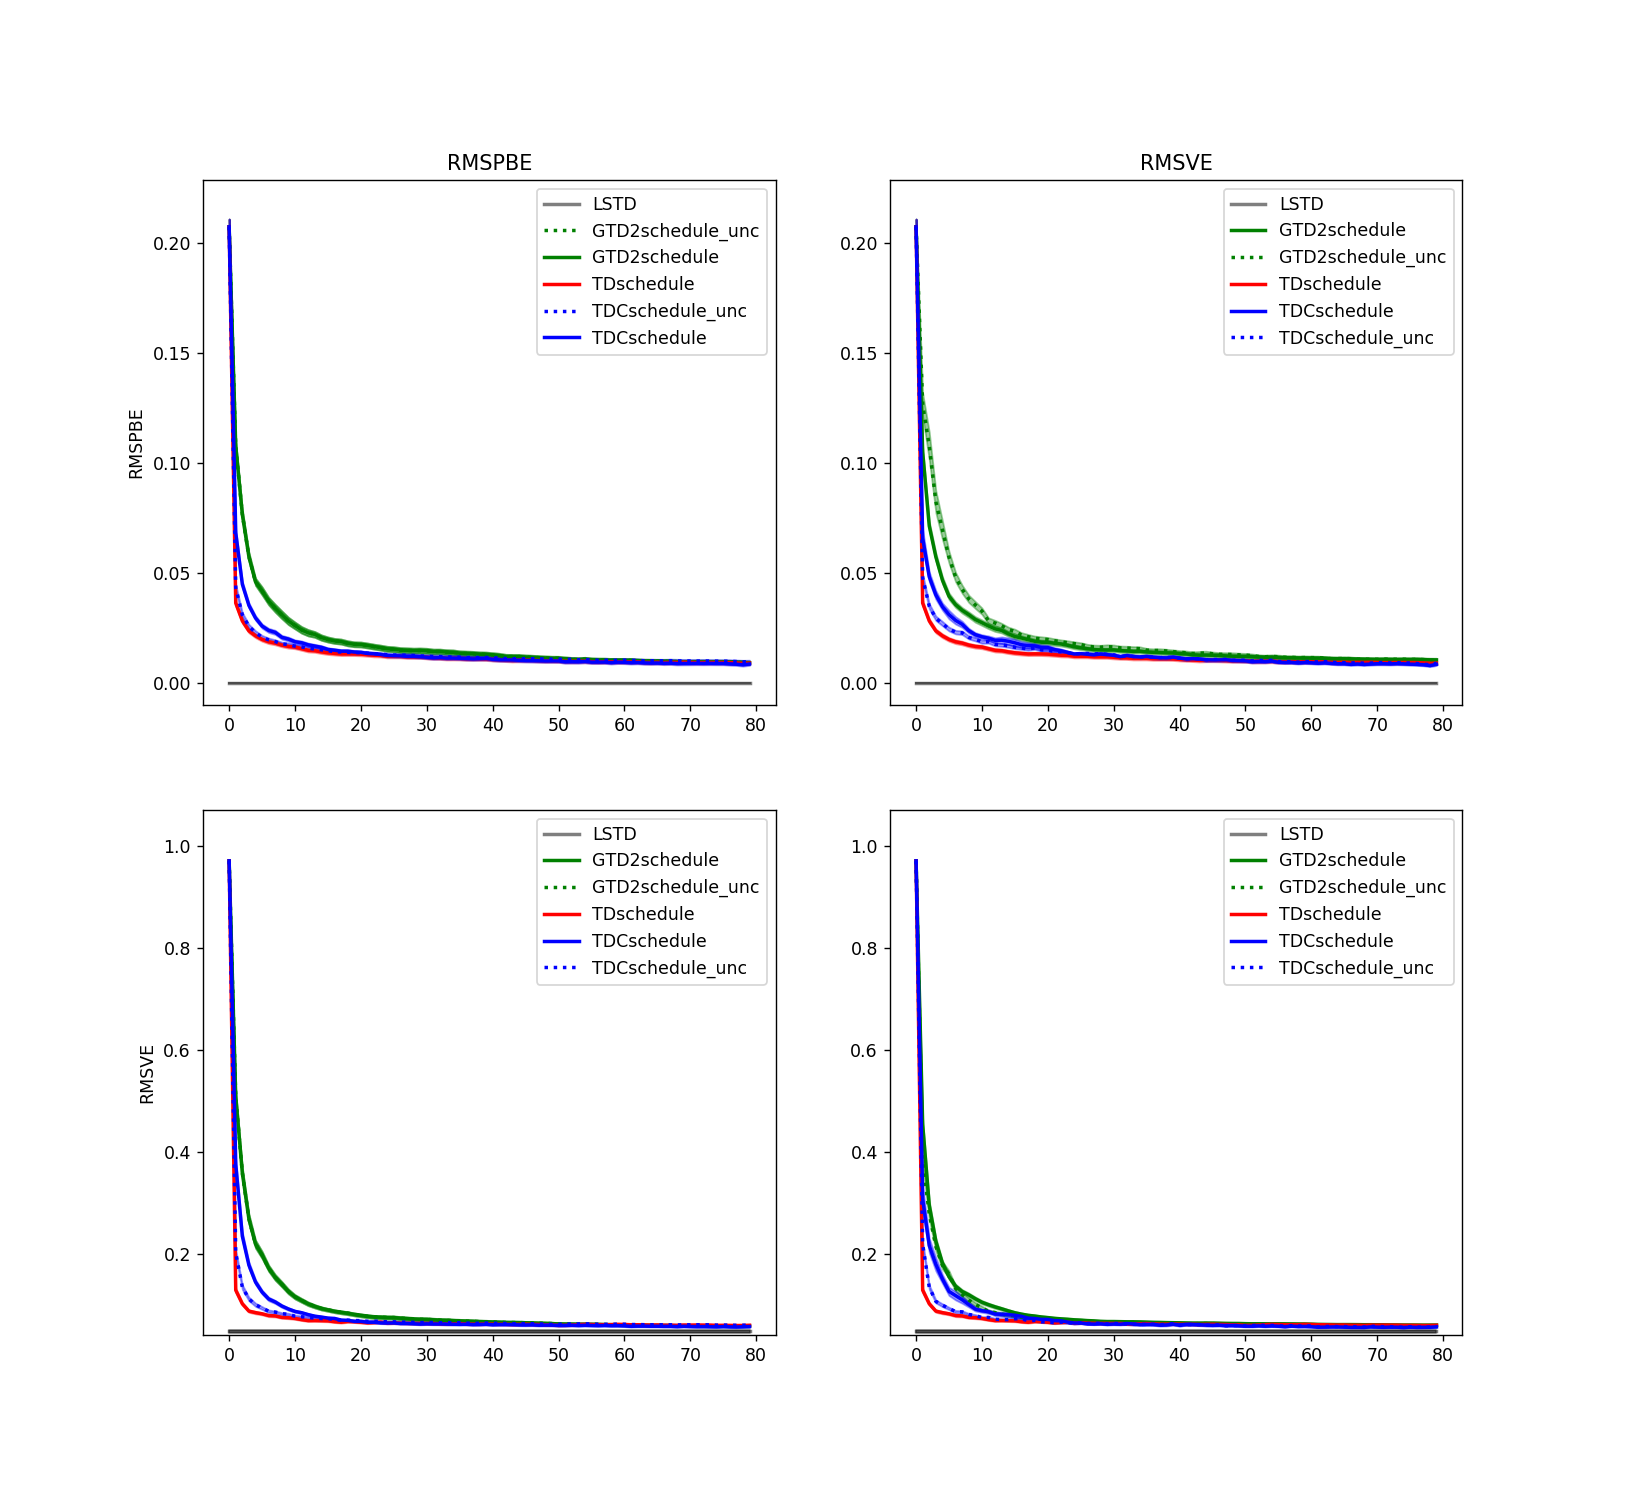 RMSPBE
RMSPBE
0.20
0.15
0.10
0.05
0.00
LSTD
GTD2schedule_unc
GTD2schedule
TDschedule
TDCschedule_unc
TDCschedule
0 10 20 30 40 50 60 70 80
RMSVE
0.20
0.15
0.10
0.05
0.00
LSTD
GTD2schedule
GTD2schedule_unc
TDschedule
TDCschedule
TDCschedule_unc
0 10 20 30 40 50 60 70 80
RMSVE
1.0
0.8
0.6
0.4
0.2
LSTD
GTD2schedule
GTD2schedule_unc
TDschedule
TDCschedule
TDCschedule_unc
0 10 20 30 40 50 60 70 80
1.0
0.8
0.6
0.4
0.2
LSTD
GTD2schedule
GTD2schedule_unc
TDschedule
TDCschedule
TDCschedule_unc
0 10 20 30 40 50 60 70 80